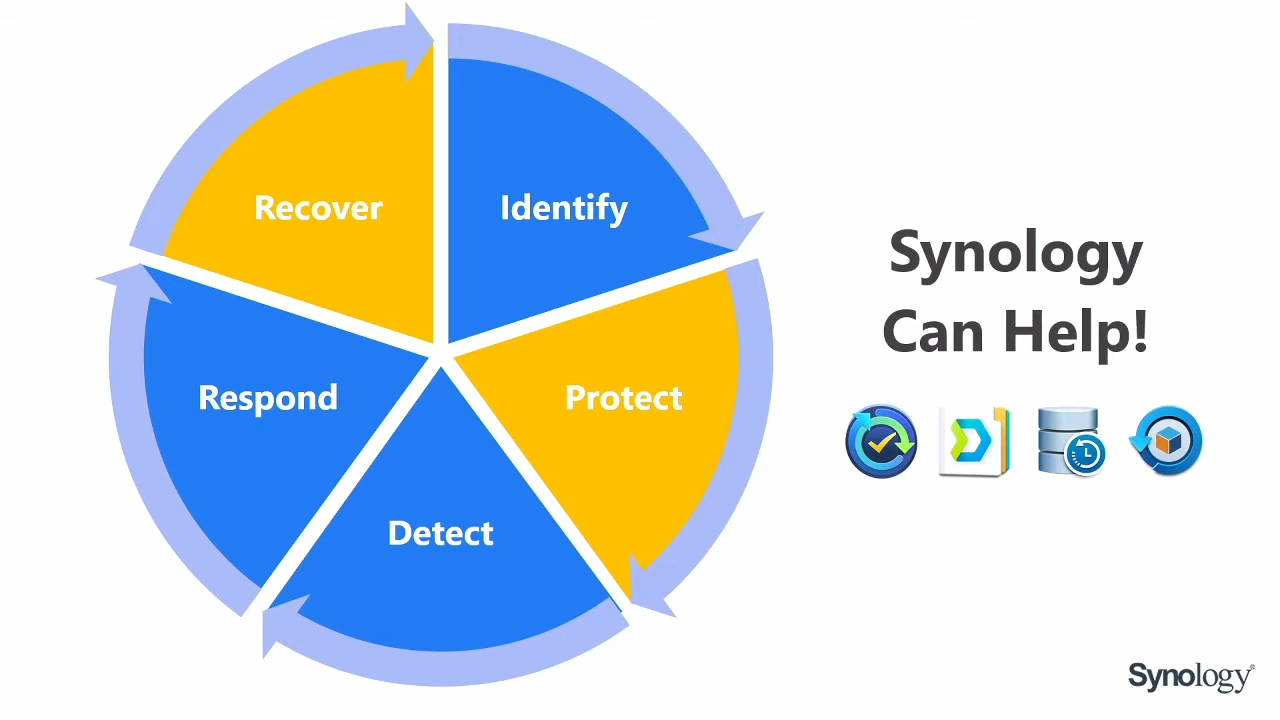 Recover
Identify
Synology
Can Help!
Respond
Protect
Detect
Synology®